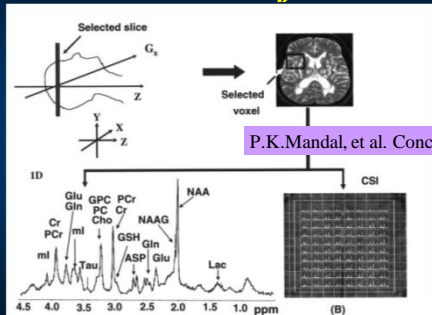 Selected slice
Gs
Z
Y
X
Z
Selected
voxel
P.K.Mandal, et al. Conc
1D
CSI
NAA
Glu
Gln
GPC
PC
Cho
PCr
Cr
NAAG
Cr
PCr
mI
GSH
Gln
mI
Tau
ASP
Glu
Lac
4.5
4.0
3.5
3.0
2.5
2.0
1.5
1.0
ppm
(B)